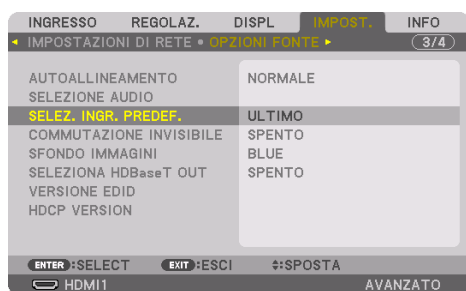 INGRESSO REGOLAZ. DISPL IMPOST. INFO
◄ IMPOSTAZIONI DI RETE • OPZIONI FONTE ► 3/4
AUTOALLINEAMENTO NORMALE
SELEZIONE AUDIO
SELEZ. INGR. PREDEF. ULTIMO
COMMUTAZIONE INVISIBILE SPENTO
SFONDO IMMAGINI BLUE
SELEZIONA HDBaseT OUT SPENTO
VERSIONE EDID
HDCP VERSION
ENTER :SELECT EXIT :ESCI :SPOSTA
HDMI1 AVANZATO